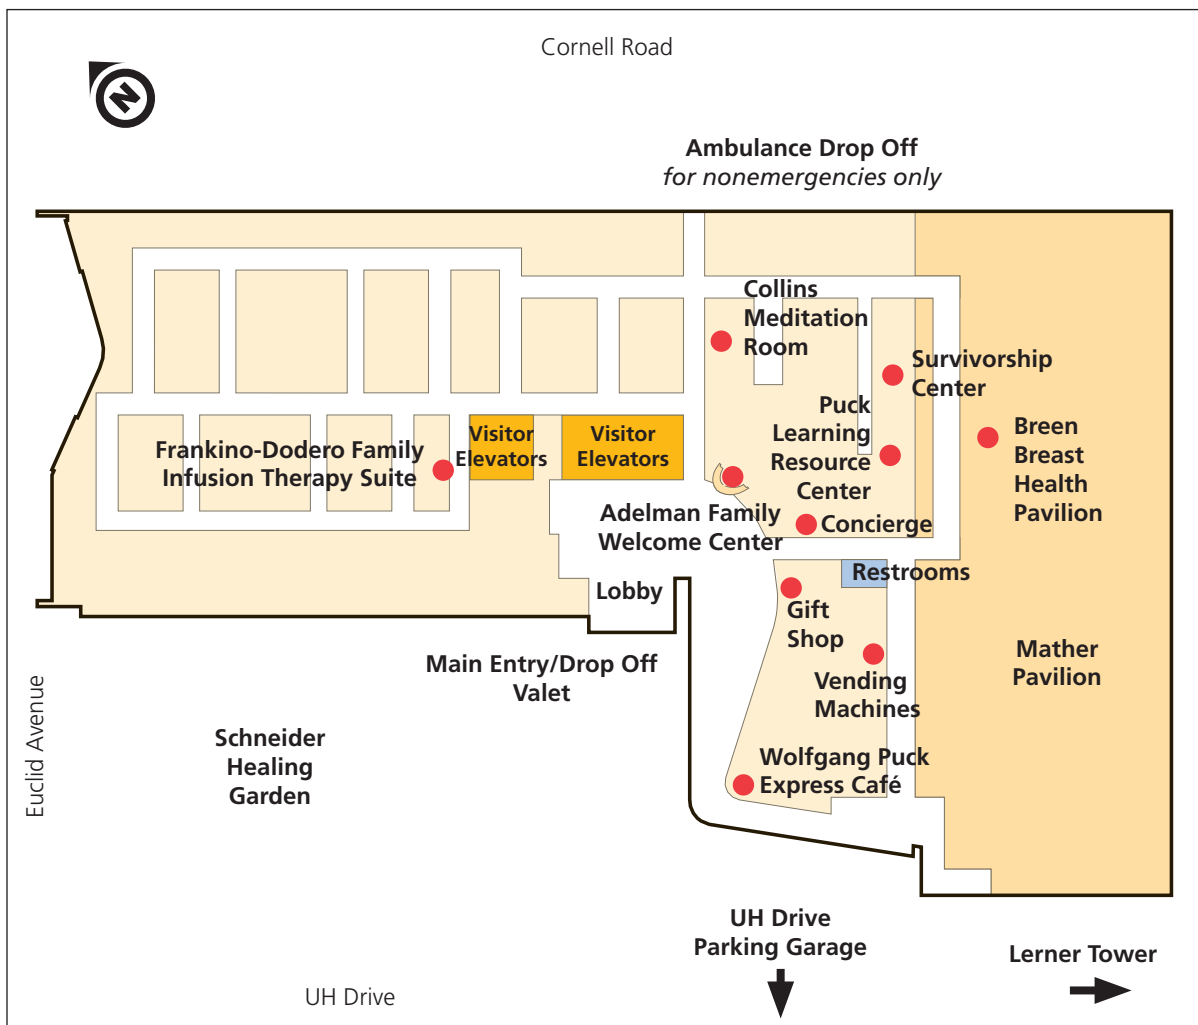 Cornell Road
N
Ambulance Drop Off
for nonemergencies only
Collins
Meditation
Room
Survivorship
Center
Puck
Learning
Resource
Center
Breen
Breast
Health
Pavilion
Visitor
Elevators
Visitor
Elevators
Frankino-Dodero Family
Infusion Therapy Suite
Adelman Family
Welcome Center
Concierge
Restrooms
Lobby
Gift
Shop
Main Entry/Drop Off
Valet
Vending
Machines
Mather
Pavilion
Euclid Avenue
Schneider
Healing
Garden
Wolfgang Puck
Express Café
UH Drive
Parking Garage
Lerner Tower
UH Drive